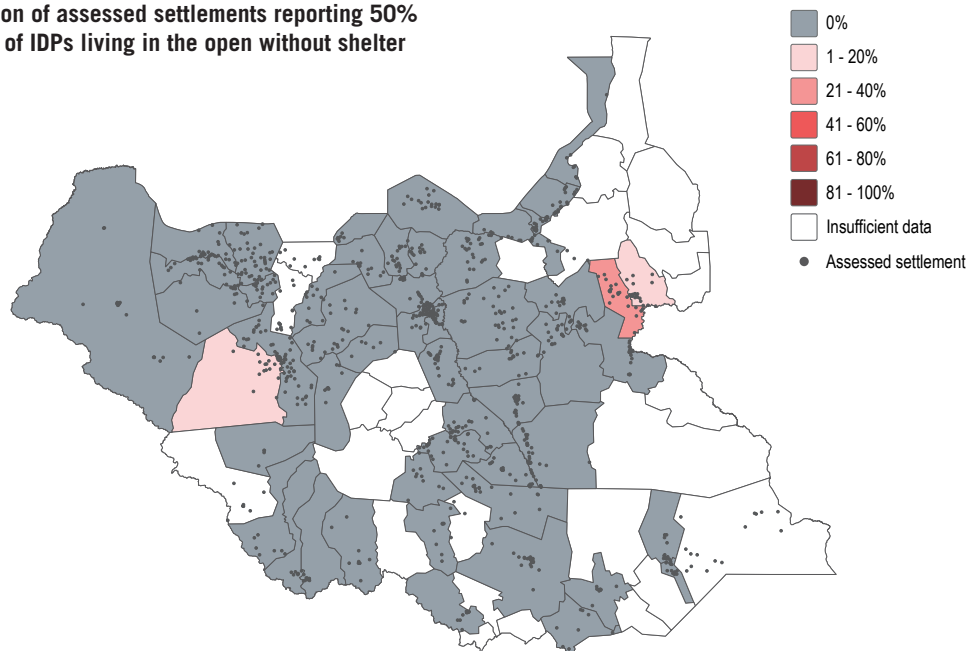 on of assessed settlements reporting 50%
of IDPs living in the open without shelter
0%
1 - 20%
21 - 40%
41 - 60%
61 - 80%
81 - 100%
Insufficient data
Assessed settlement